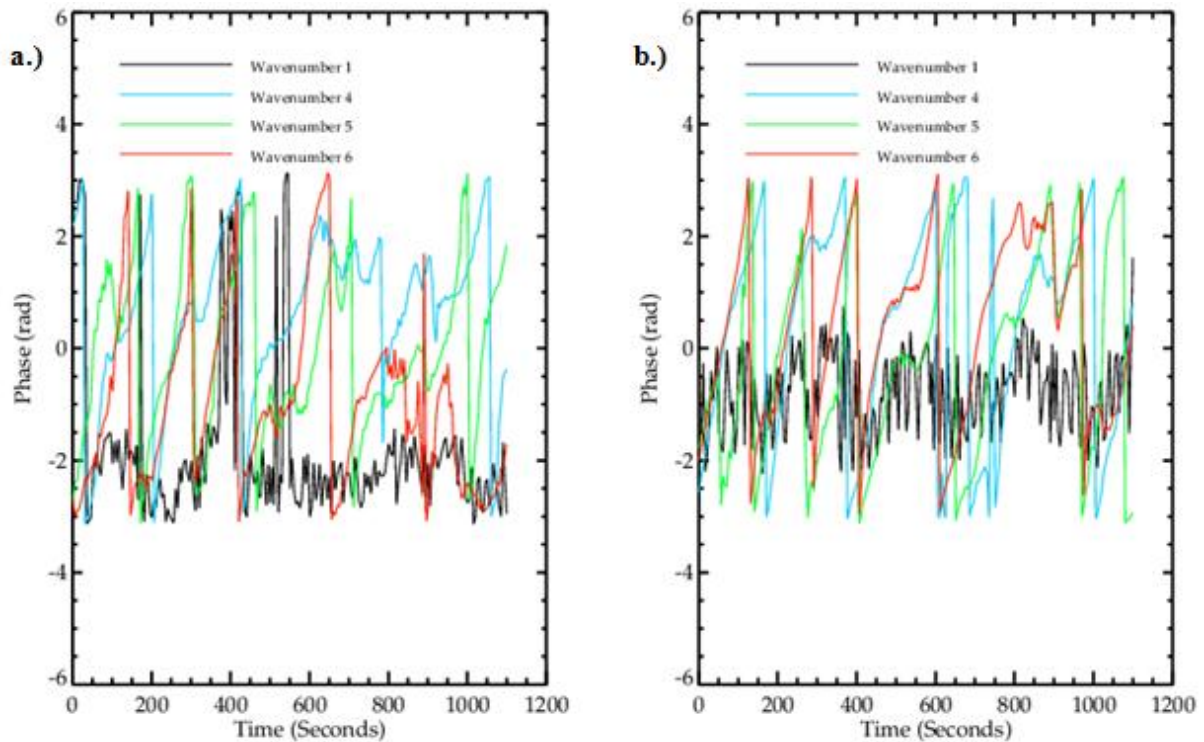 a.)
6
4
2
0
-2
-4
-6
Phase (rad)
Wavenumber 1
Wavenumber 4
Wavenumber 5
Wavenumber 6
0 200 400 600 800 1000 1200
Time (Seconds)
b.)
6
4
2
0
-2
-4
-6
Phase (rad)
Wavenumber 1
Wavenumber 4
Wavenumber 5
Wavenumber 6
0 200 400 600 800 1000 1200
Time (Seconds)